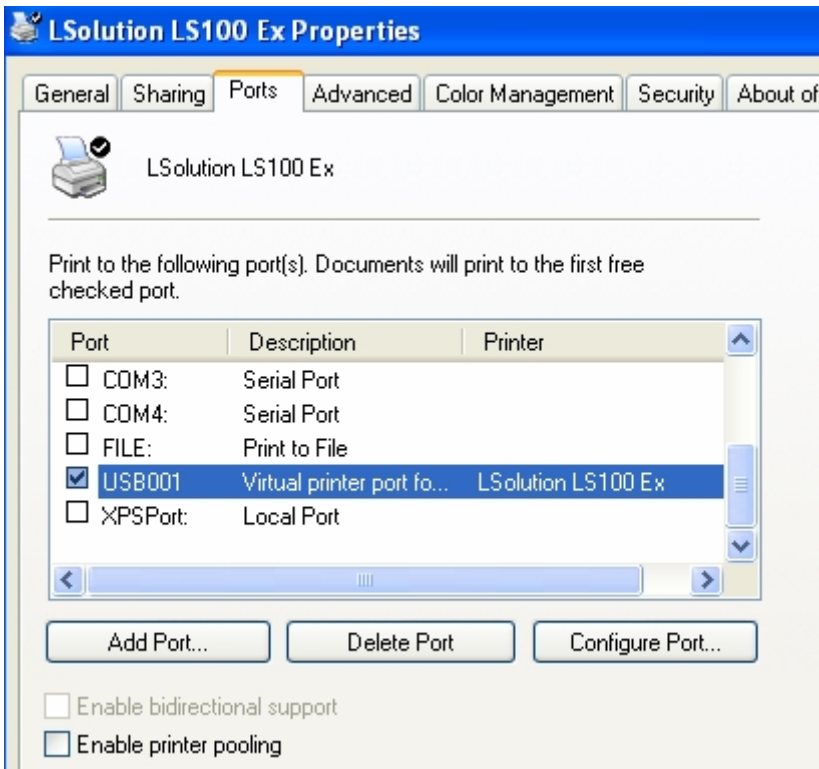 LSolution LS100 Ex Properties
General Sharing Ports Advanced Color Management Security About of
LSolution LS100 Ex
Print to the following port(s). Documents will print to the first free
checked port.
Port Description Printer
COM3: Serial Port
COM4: Serial Port
FILE: Print to File
USB001 Virtual printer port fo... LSolution LS100 Ex
XPSPort: Local Port
Add Port... Delete Port Configure Port...
Enable bidirectional support
Enable printer pooling